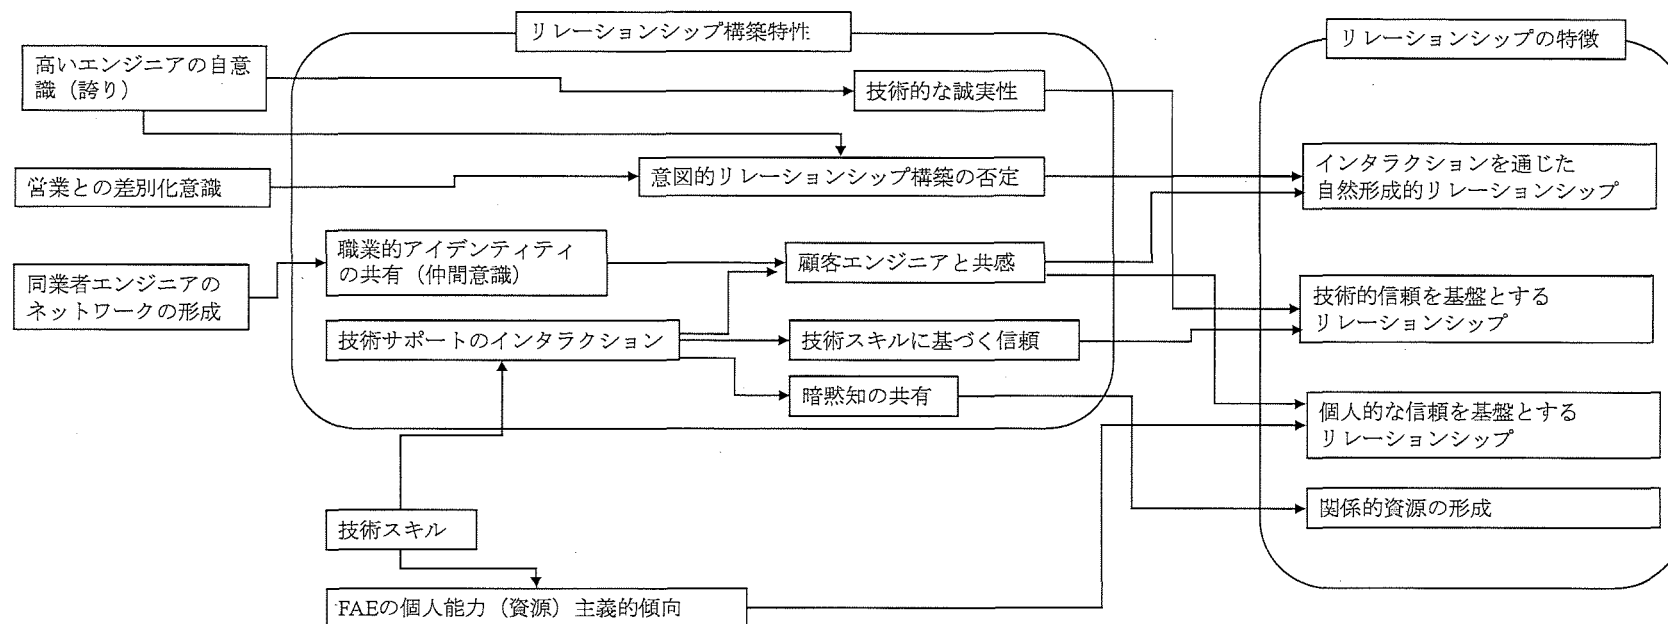 リレーションシップ構築特性
リレーションシップの特徴
高いエンジニアの自意
識（誇り）
技術的な誠実性
営業との差別化意識
意図的リレーションシップ構築の否定
インタラクションを通じた
自然形成的リレーションシップ
同業者エンジニアの
ネットワークの形成
職業的アイデンティティ
の共有（仲間意識）
顧客エンジニアと共感
技術的信頼を基盤とする
リレーションシップ
技術サポートのインタラクション
技術スキルに基づく信頼
暗黙知の共有
個人的な信頼を基盤とする
リレーションシップ
関係的資源の形成
技術スキル
FAEの個人能力（資源）主義的傾向